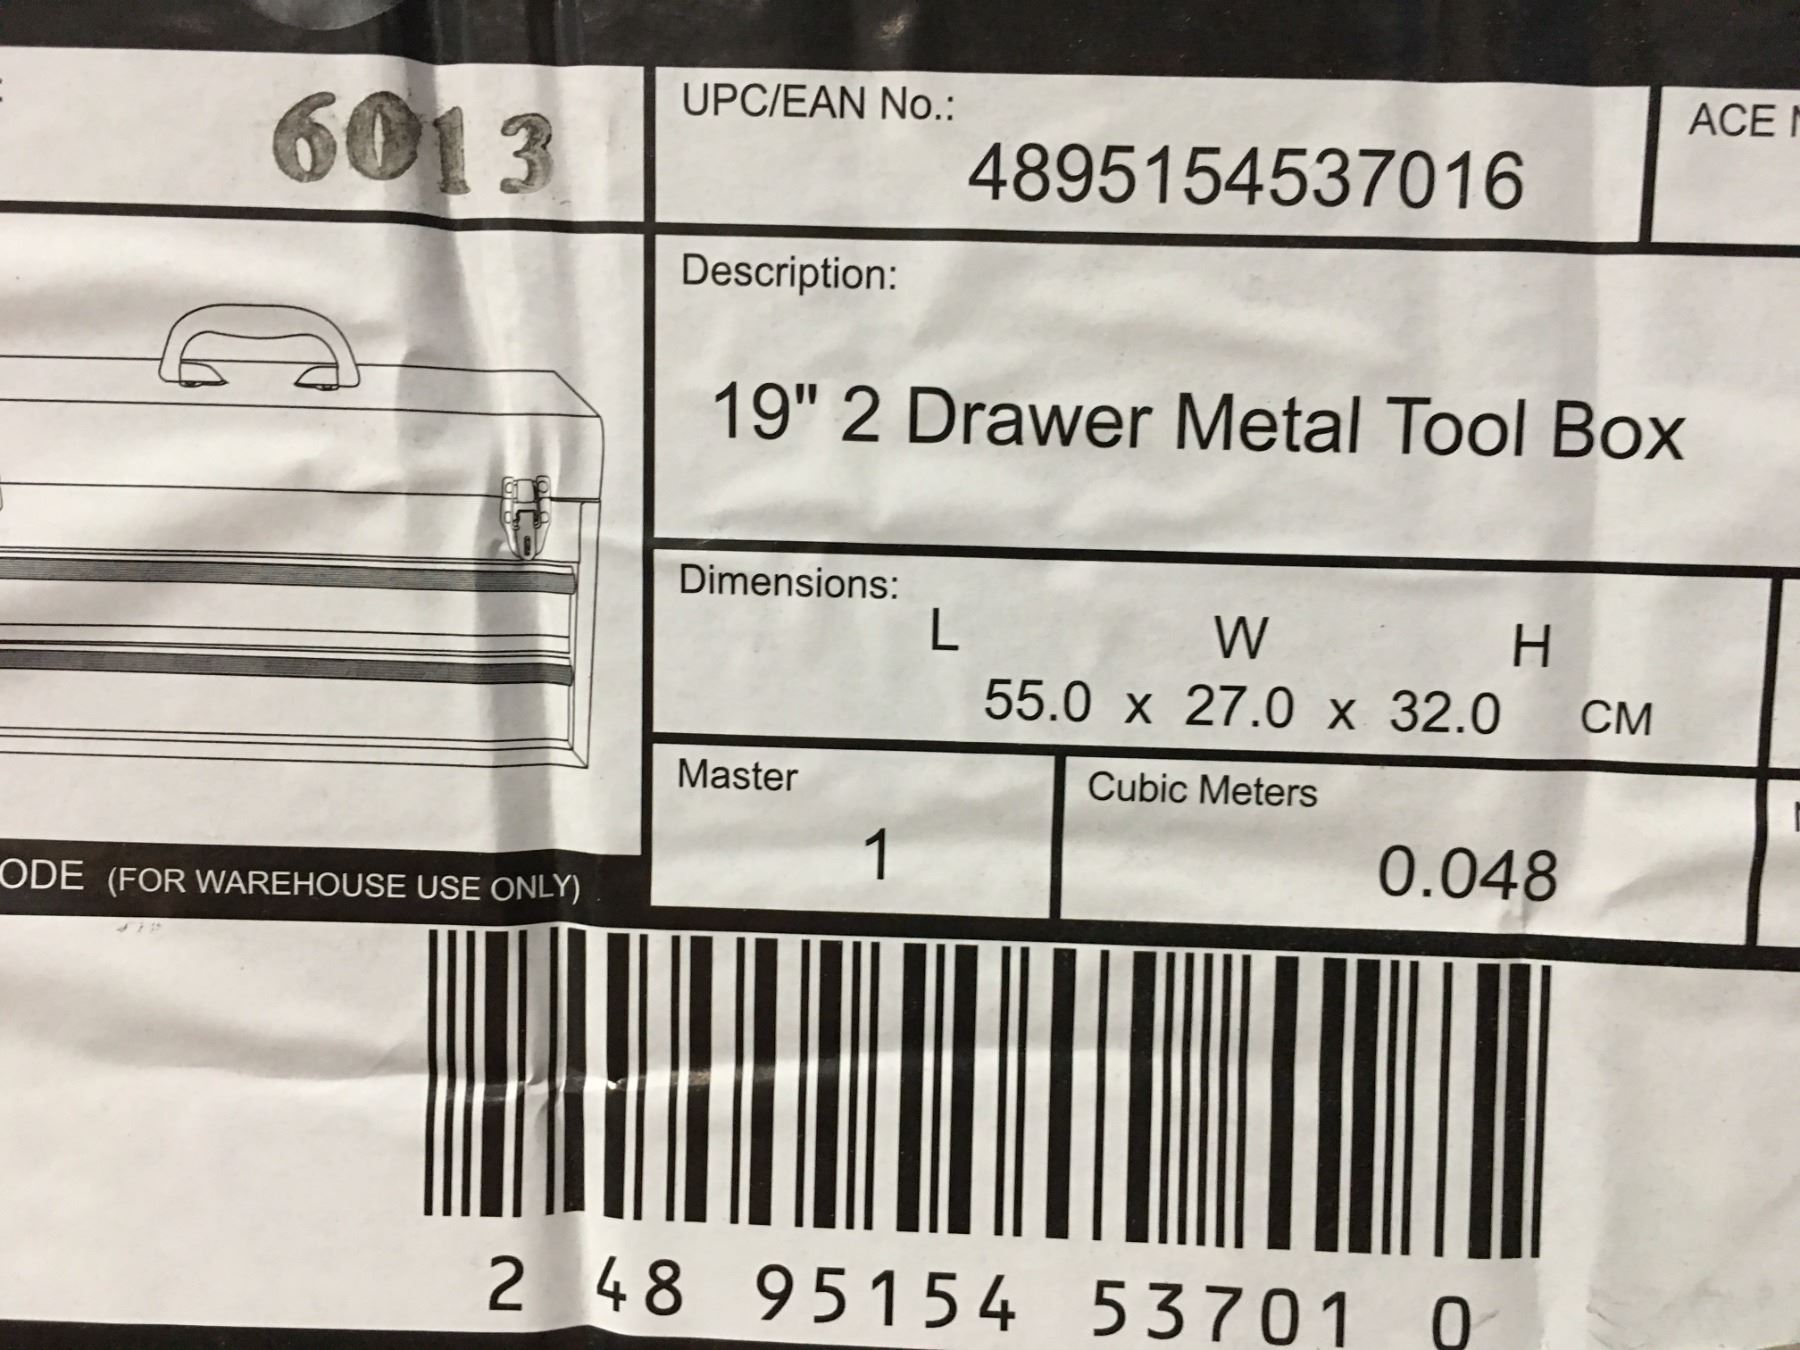 6013
UPC/EAN No.:
4895154537016
ACE
Description:
19" 2 Drawer Metal Tool Box
Dimensions:
L W H
55.0 x 27.0 x 32.0 CM
Master
1
Cubic Meters
0.048
ODE (FOR WAREHOUSE USE ONLY)
2 48 95154 53701 0